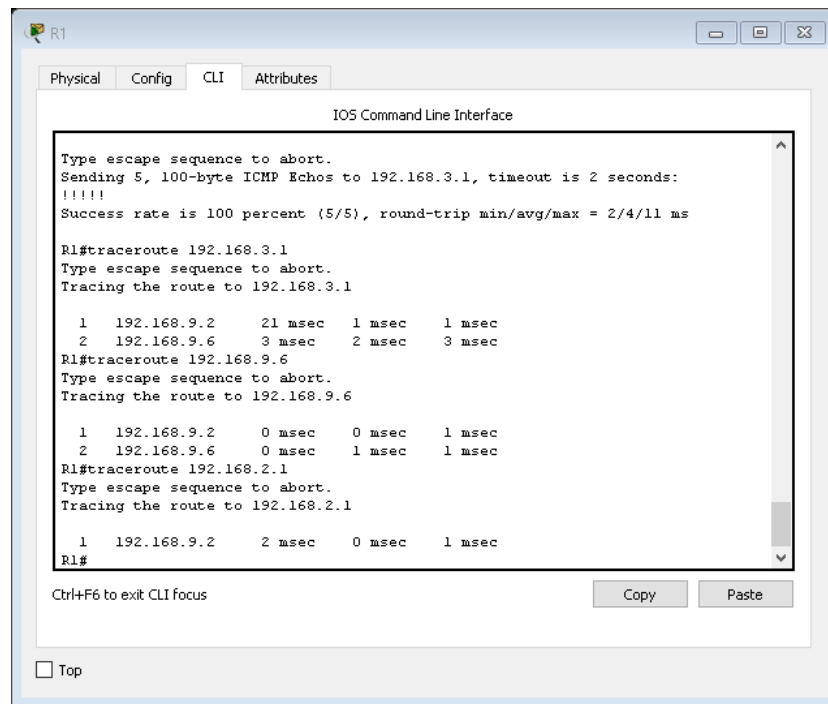 R1
Physical Config CLI Attributes
IOS Command Line Interface
Type escape sequence to abort.
Sending 5, 100-byte ICMP Echos to 192.168.3.1, timeout is 2 seconds:
!!!!!
Success rate is 100 percent (5/5), round-trip min/avg/max = 2/4/11 ms
R1#traceroute 192.168.3.1
Type escape sequence to abort.
Tracing the route to 192.168.3.1
1 192.168.9.2 21 msec 1 msec 1 msec
2 192.168.9.6 3 msec 2 msec 3 msec
R1#traceroute 192.168.9.6
Type escape sequence to abort.
Tracing the route to 192.168.9.6
1 192.168.9.2 0 msec 0 msec 1 msec
2 192.168.9.6 0 msec 1 msec 1 msec
R1#traceroute 192.168.2.1
Type escape sequence to abort.
Tracing the route to 192.168.2.1
1 192.168.9.2 2 msec 0 msec 1 msec
R1#
Ctrl+F6 to exit CLI focus Copy Paste
Top